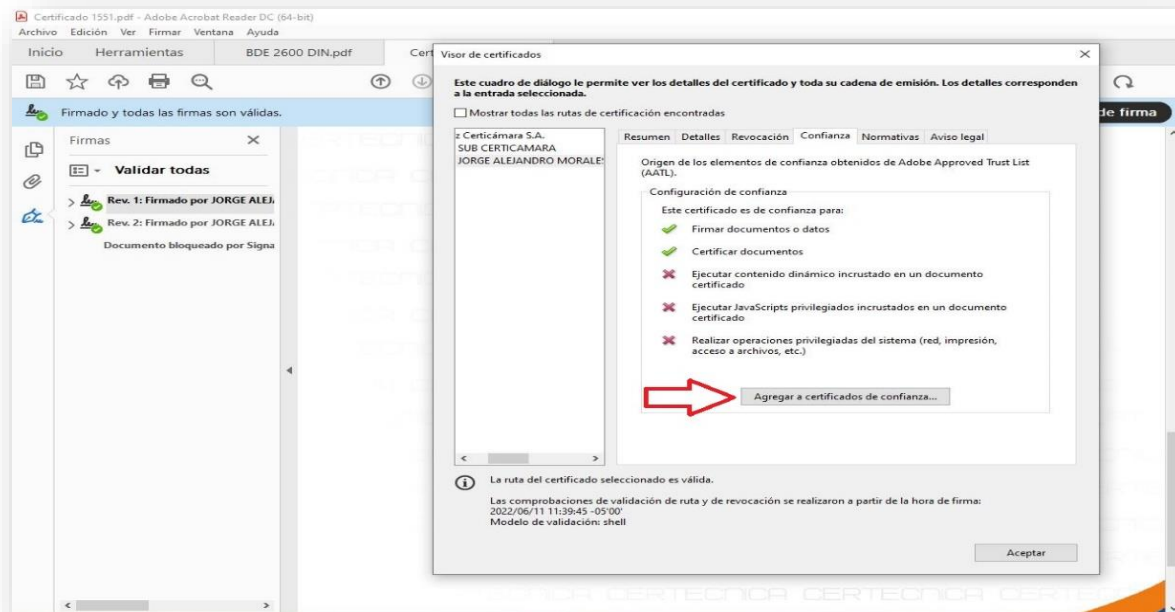 Certificado 1551.pdf - Adobe Acrobat Reader DC (64-bit)
Archivo Edición Ver Firmar Ventana Ayuda
Inicio Herramientas BDE 2600 DIN.pdf Cert
Firmado y todas las firmas son válidas.
de firma
Firmas
Validar todas
Rev. 1: Firmado por JORGE ALEJ
Rev. 2: Firmado por JORGE ALEJ
Documento bloqueado por Signa
Visor de certificados
Este cuadro de diálogo le permite ver los detalles del certificado y toda su cadena de emisión. Los detalles corresponden
a la entrada seleccionada.
Mostrar todas las rutas de certificación encontradas
z Certicámara S.A.
SUB CERTICAMARA
JORGE ALEJANDRO MORALES
Resumen Detalles Revocación Confianza Normativas Aviso legal
Origen de los elementos de confianza obtenidos de Adobe Approved Trust List
(AATL).
Configuración de confianza
Este certificado es de confianza para:
Firmar documentos o datos
Certificar documentos
Ejecutar contenido dinámico incrustado en un documento
certificado
Ejecutar JavaScripts privilegiados incrustados en un documento
certificado
Realizar operaciones privilegiadas del sistema (red, impresión,
acceso a archivos, etc.)
Agregar a certificados de confianza...
La ruta del certificado seleccionado es válida.
Las comprobaciones de validación de ruta y de revocación se realizaron a partir de la hora de firma:
2022/06/11 11:39:45 -05'00'
Modelo de validación: shell
Aceptar
CERTECNICA CERTECNICA CERTECNICA